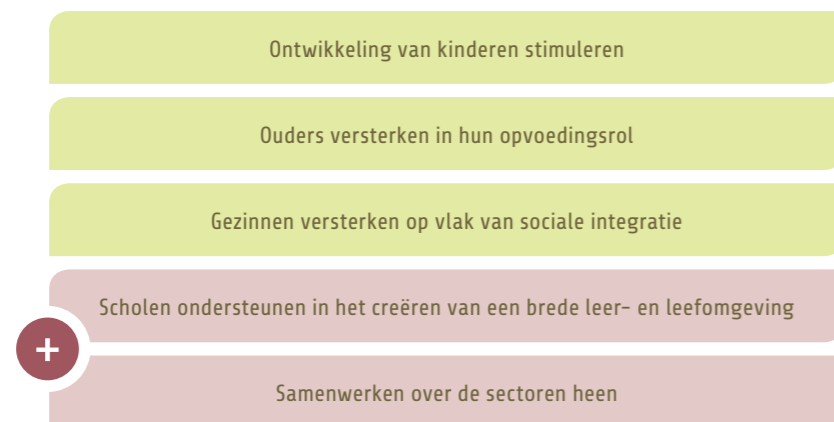 Ontwikkeling van kinderen stimuleren
Ouders versterken in hun opvoedingsrol
Gezinnen versterken op vlak van sociale integratie
Scholen ondersteunen in het creëren van een brede leer- en leefomgeving
+
Samenwerken over de sectoren heen